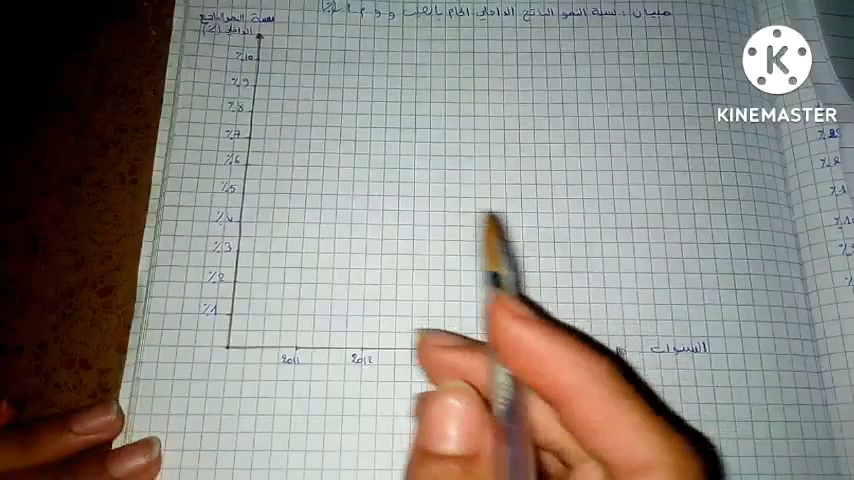 مبيان: نسبة النمو الناتج الداخلي الخام بالصين و و م أ (%)
نسبة النمو الناتج
الداخلي (%)
%10
%9
%8
%7
%6
%5
%4
%3
%2
%1
2011
2012
السنوات
K
KINEMASTER